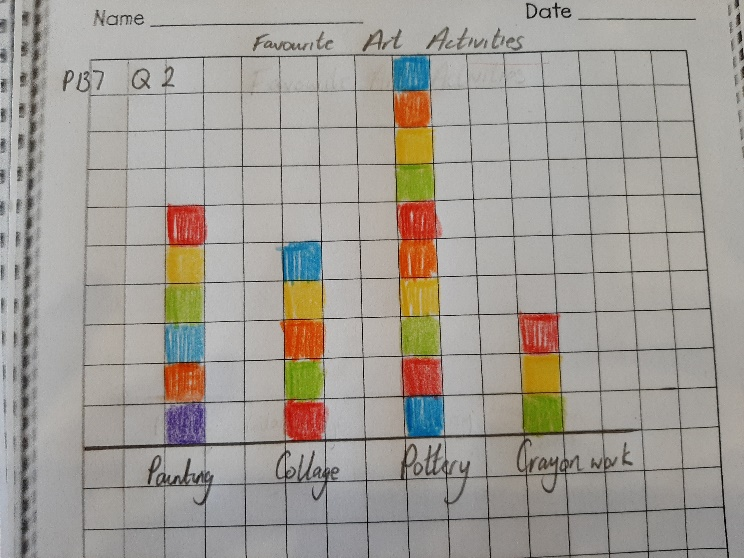 Name
Date
Favourite Art Activities
P137 Q2
Painting Collage Pottery Crayon work